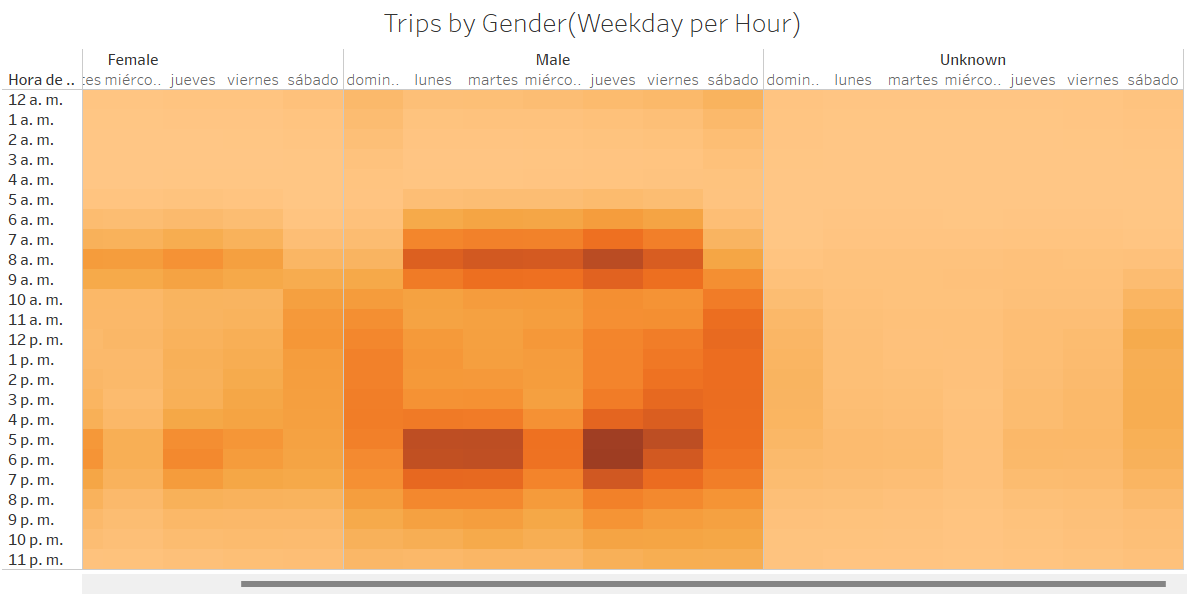 Trips by Gender(Weekday per Hour)
Female Male Unknown
Hora de .. tes miérco.. jueves viernes sábado domin.. lunes martes miérco.. jueves viernes sábado domin.. lunes martes miérco.. jueves viernes sábado
12 a. m.
1 a. m.
2 a. m.
3 a. m.
4 a. m.
5 a. m.
6 a. m.
7 a. m.
8 a. m.
9 a. m.
10 a. m.
11 a. m.
12 p. m.
1 p. m.
2 p. m.
3 p. m.
4 p. m.
5 p. m.
6 p. m.
7 p. m.
8 p. m.
9 p. m.
10 p. m.
11 p. m.